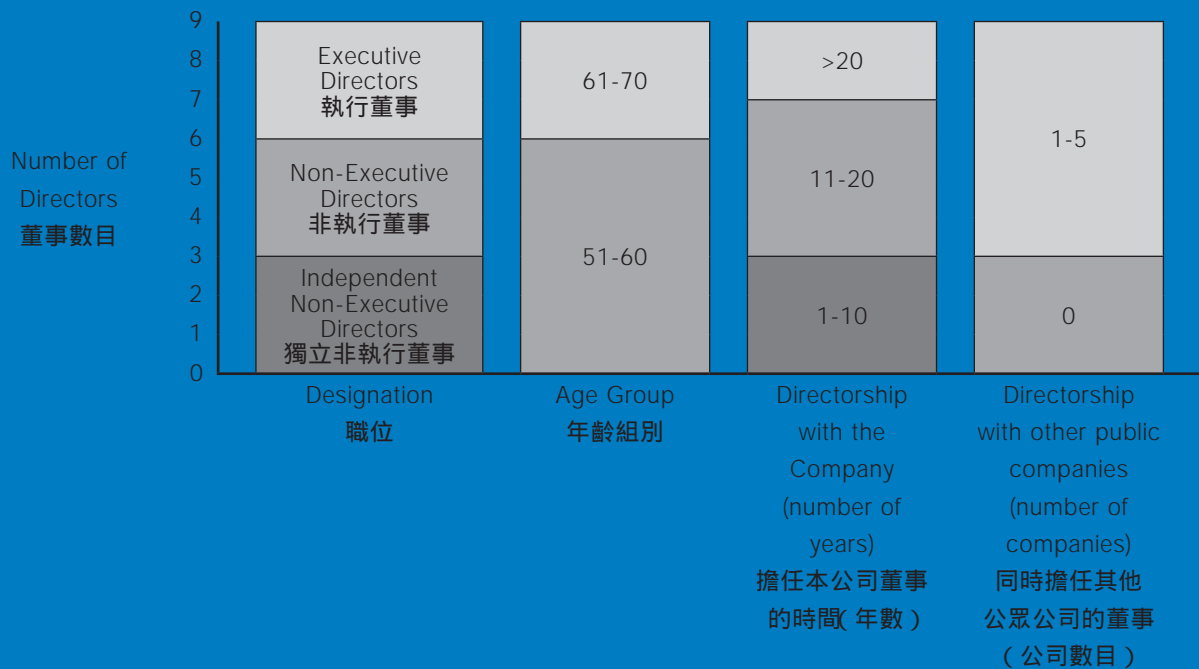 Number of
Directors
董事數目
9
8
7
6
5
4
3
2
1
0
Executive
Directors
執行董事
Non-Executive
Directors
非執行董事
Independent
Non-Executive
Directors
獨立非執行董事
61-70
51-60
>20
11-20
1-10
1-5
0
Designation
職位
Age Group
年齡組別
Directorship
with the
Company
(number of
years)
擔任本公司董事
的時間(年數)
Directorship
with other public
companies
(number of
companies)
同時擔任其他
公眾公司的董事
(公司數目)